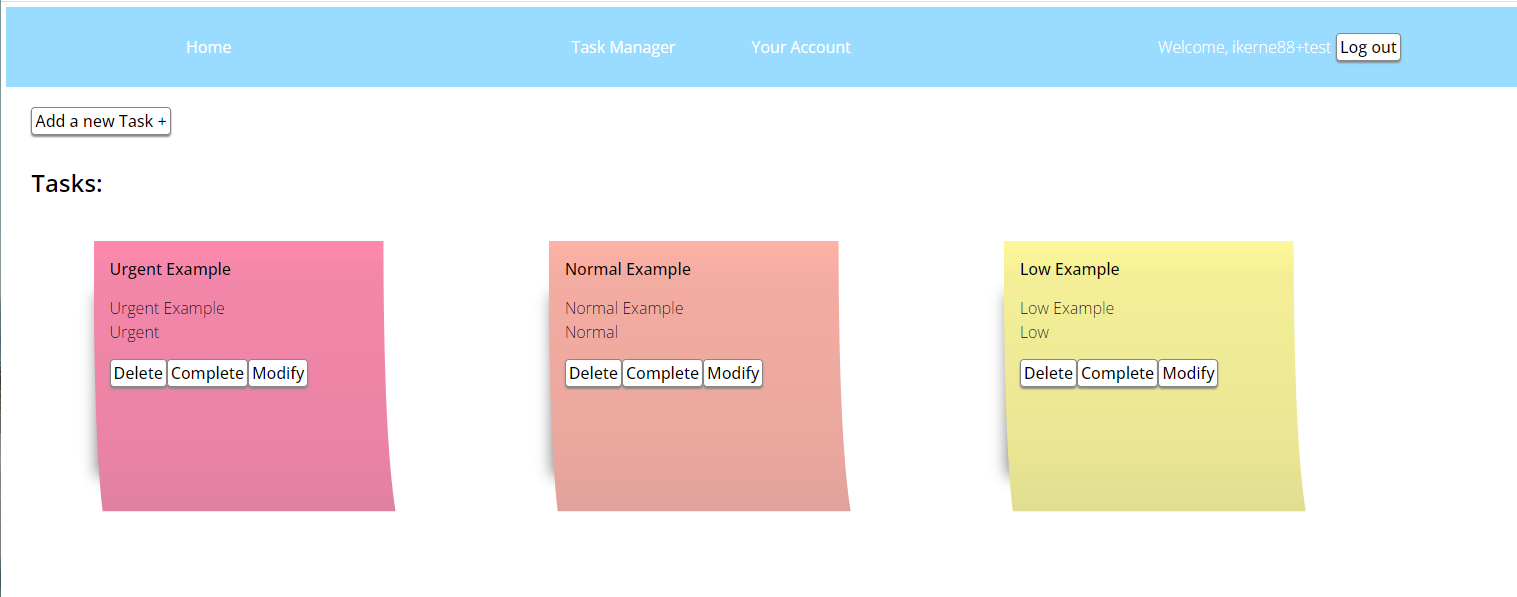 Home Task Manager Your Account Welcome, ikerne88+test Log out
Add a new Task +
Tasks:
Urgent Example
Urgent Example
Urgent
Delete Complete Modify
Normal Example
Normal Example
Normal
Delete Complete Modify
Low Example
Low Example
Low
Delete Complete Modify